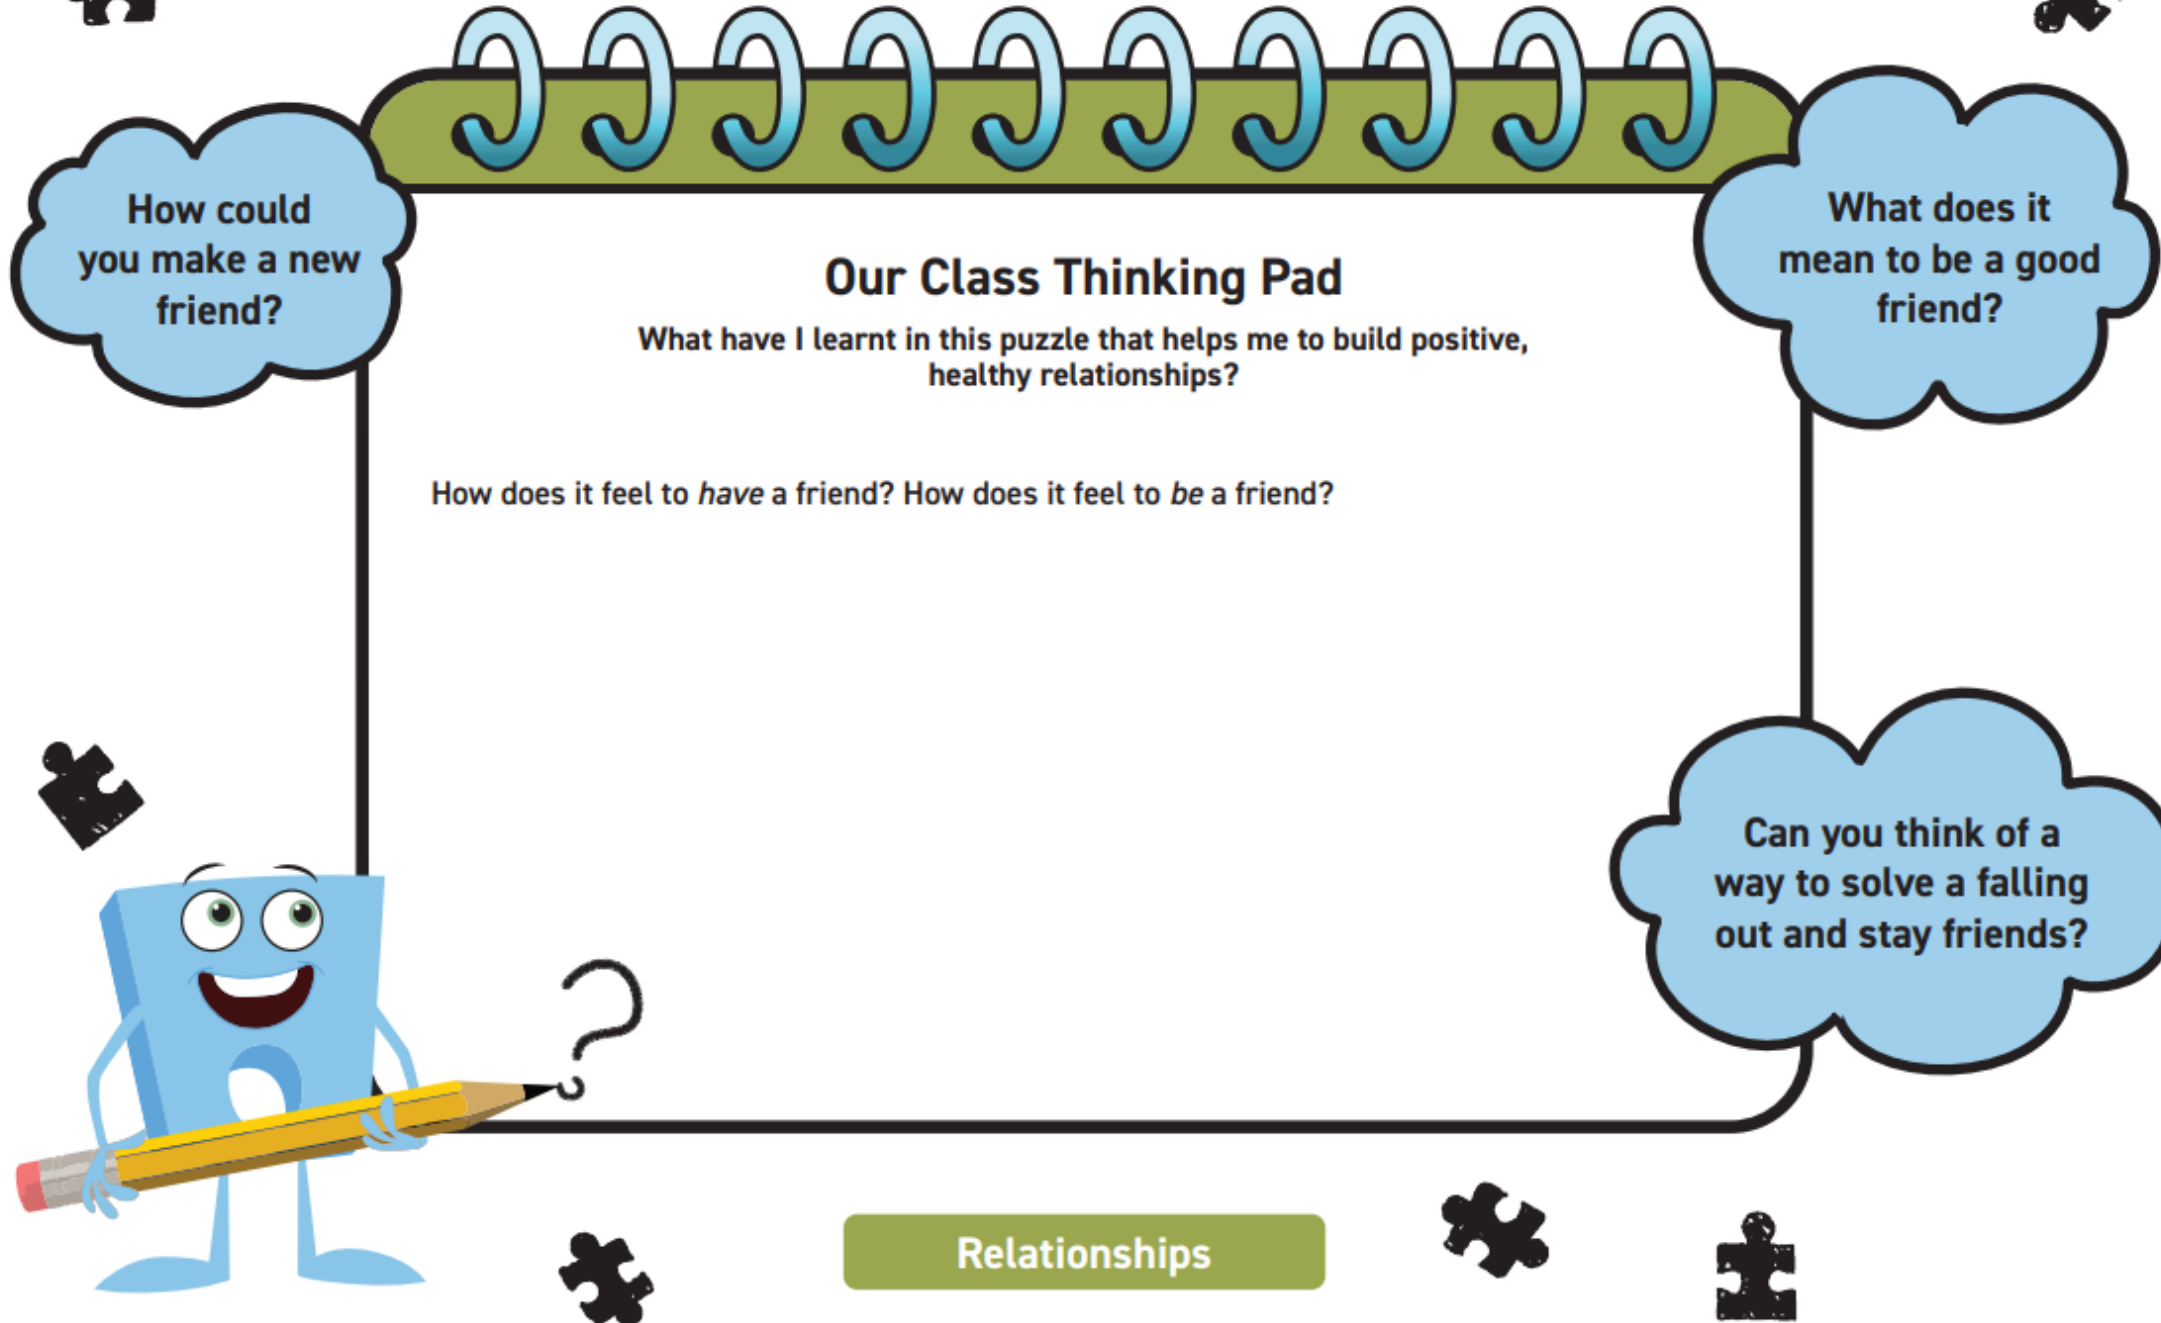 How could
you make a new
friend?
What does it
mean to be a good
friend?
Our Class Thinking Pad
What have I learnt in this puzzle that helps me to build positive,
healthy relationships?
How does it feel to have a friend? How does it feel to be a friend?
Can you think of a
way to solve a falling
out and stay friends?
?
Relationships